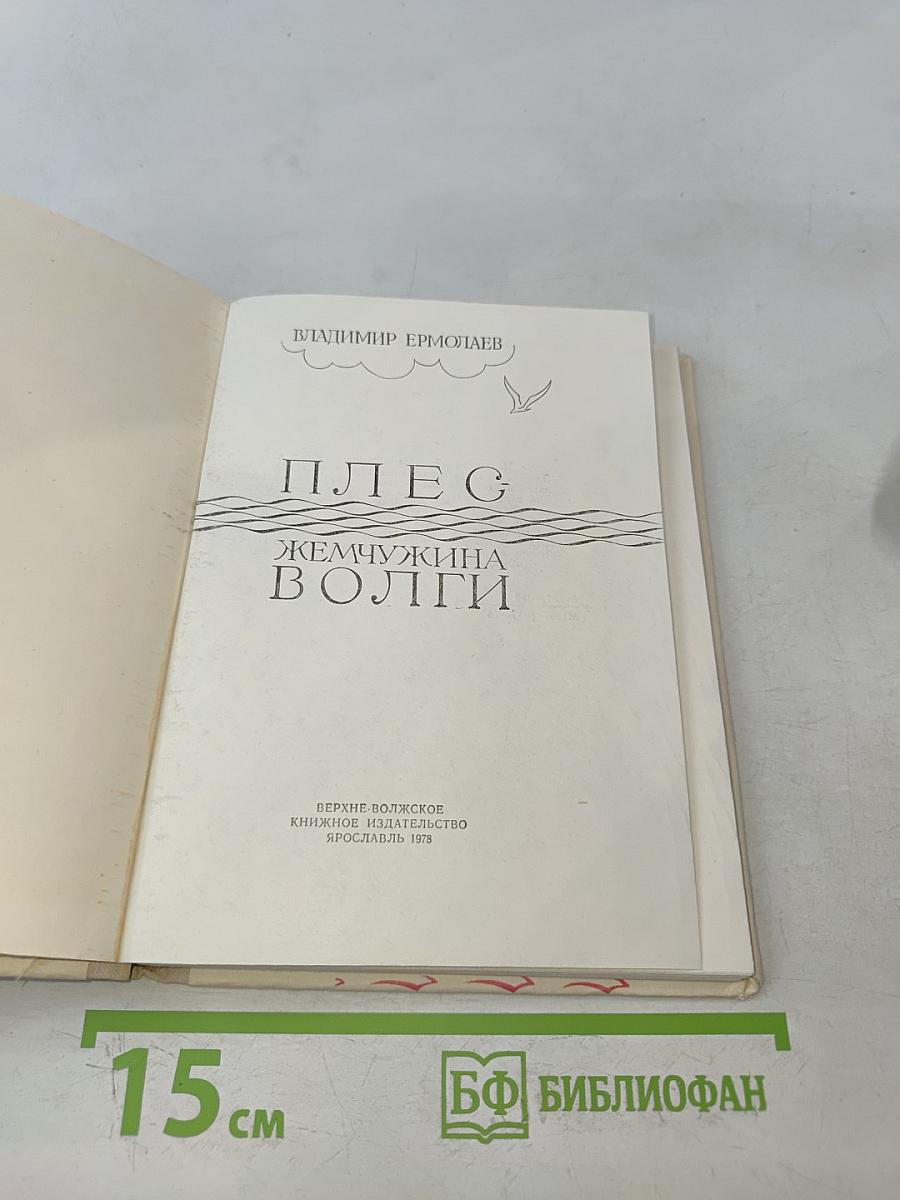 ВЛАДИМИР ЕРМОЛАЕВ
ПЛЕС-
ЖЕМЧУЖИНА
ВОЛГИ
ВЕРХНЕ-ВОЛЖСКОЕ
КНИЖНОЕ ИЗДАТЕЛЬСТВО
ЯРОСЛАВЛЬ 1978
15 см
БФ БИБЛИОФАН